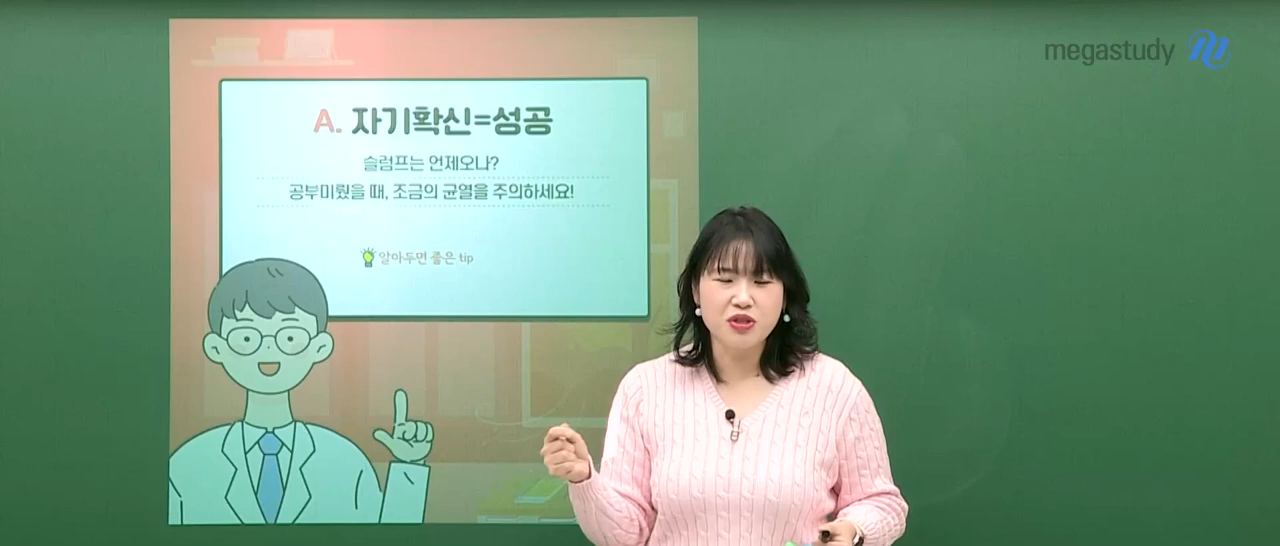 megastudy M
A. 자기확신=성공
슬럼프는 언제오나?
공부미뤘을 때, 조금의 균열을 주의하세요!
알아두면 좋은 tip